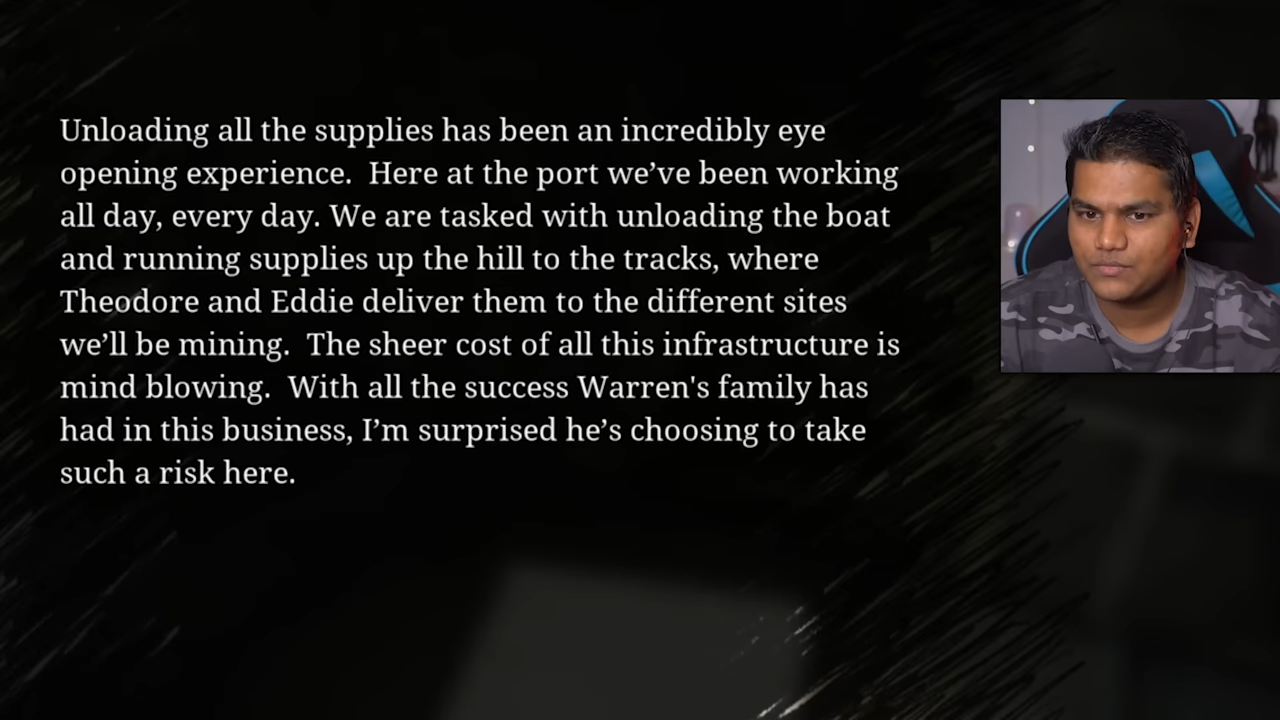 Unloading all the supplies has been an incredibly eye
opening experience.  Here at the port we’ve been working
all day, every day. We are tasked with unloading the boat
and running supplies up the hill to the tracks, where
Theodore and Eddie deliver them to the different sites
we’ll be mining.  The sheer cost of all this infrastructure is
mind blowing.  With all the success Warren's family has
had in this business, I’m surprised he’s choosing to take
such a risk here.